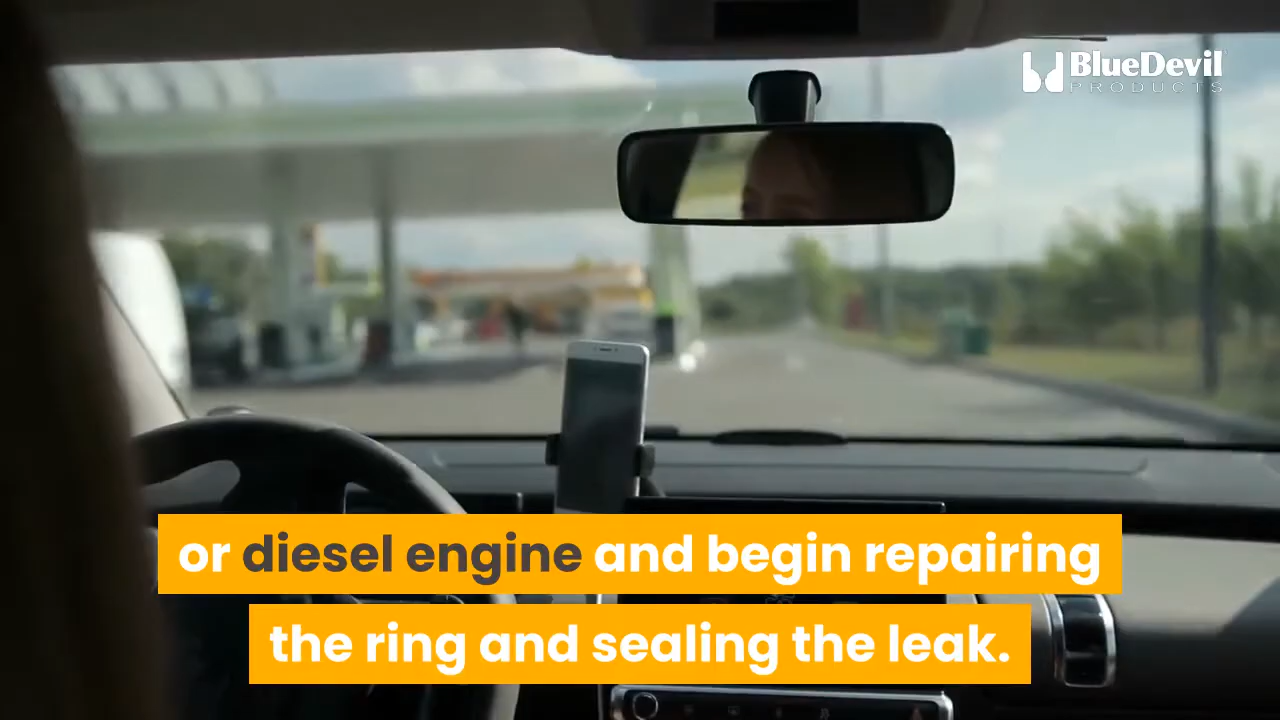 BlueDevil
PRODUCTS
or diesel engine and begin repairing
the ring and sealing the leak.